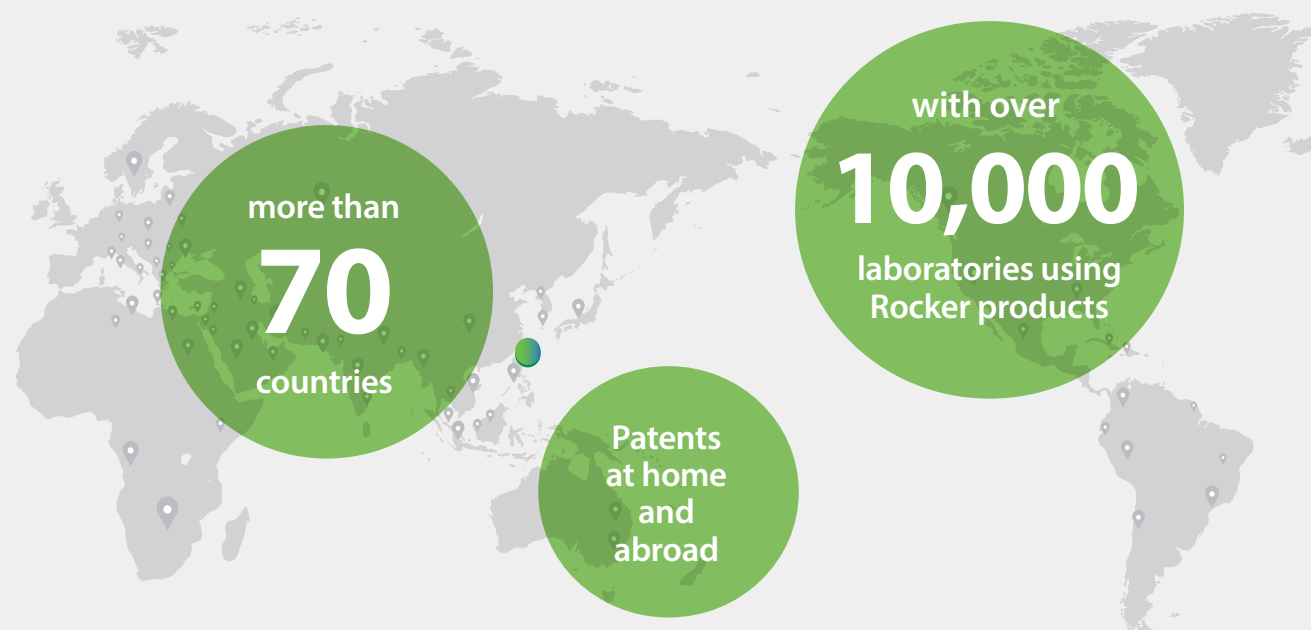 more than
70
countries
with over
10,000
laboratories using
Rocker products
Patents
at home
and
abroad